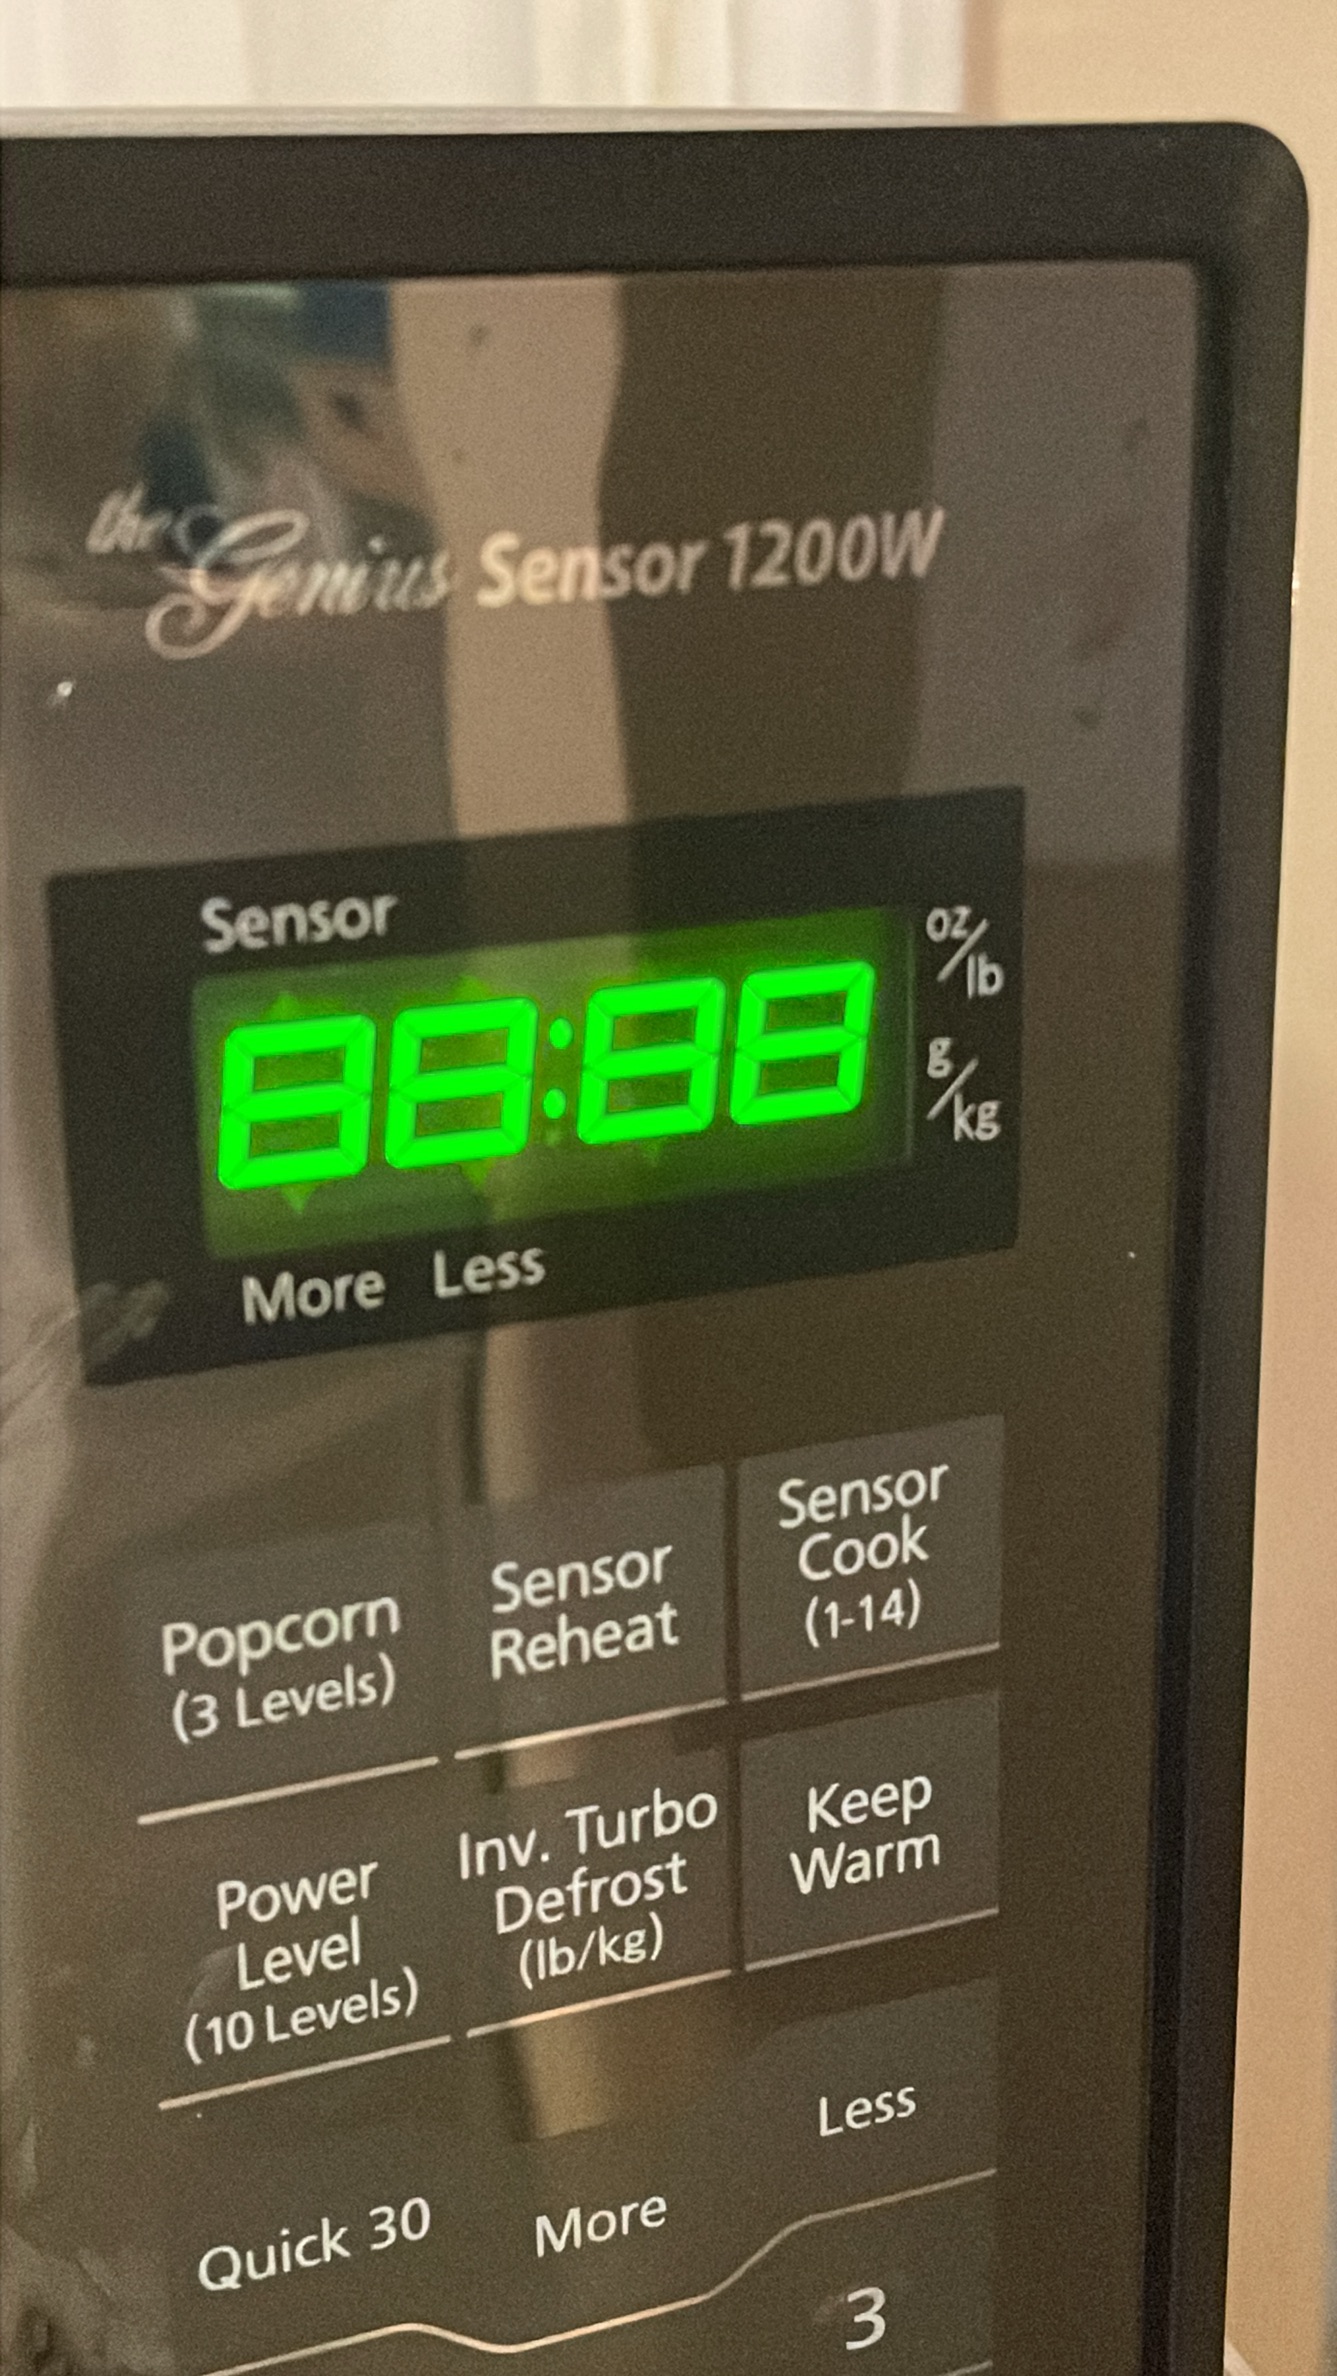 the Genius Sensor 1200W
Sensor
oz/lb
88:88
g/kg
More Less
Popcorn
(3 Levels)
Sensor
Reheat
Sensor
Cook
(1-14)
Power
Level
(10 Levels)
Inv. Turbo
Defrost
(lb/kg)
Keep
Warm
Quick 30
More
Less
3